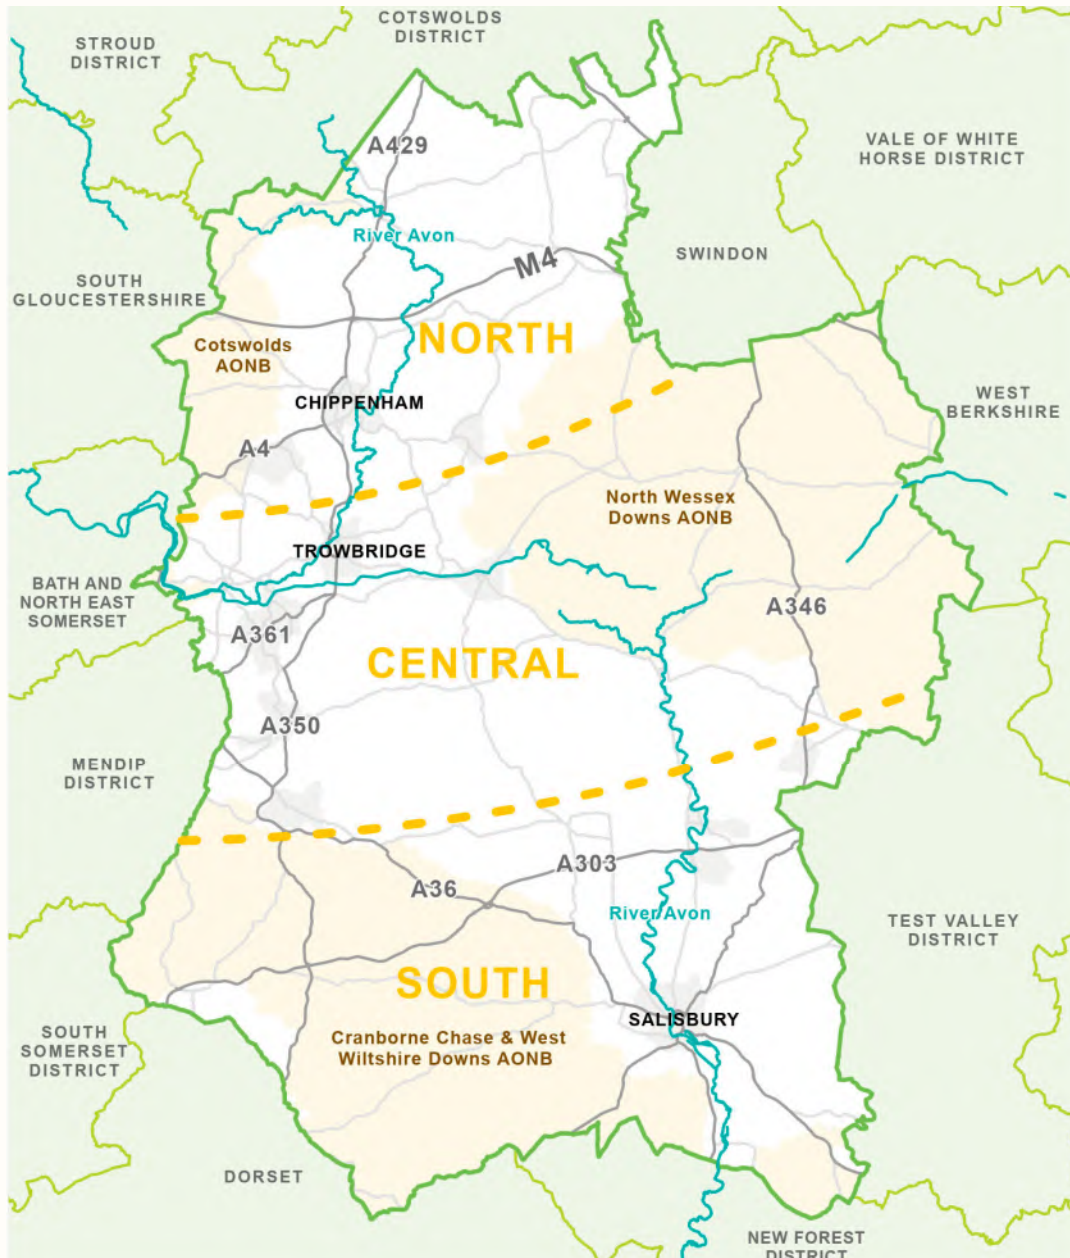 COTSWOLDS
DISTRICT
STROUD
DISTRICT
A429
VALE OF WHITE
HORSE DISTRICT
River Avon
SWINDON
M4
SOUTH
GLOUCESTERSHIRE
NORTH
Cotswolds
AONB
CHIPPENHAM
WEST
BERKSHIRE
A4
North Wessex
Downs AONB
TROWBRIDGE
BATH AND
NORTH EAST
SOMERSET
A346
A361
CENTRAL
A350
MENDIP
DISTRICT
A303
A36
River Avon
TEST VALLEY
DISTRICT
SOUTH
SALISBURY
Cranborne Chase & West
Wiltshire Downs AONB
SOUTH
SOMERSET
DISTRICT
DORSET
NEW FOREST
DISTRICT